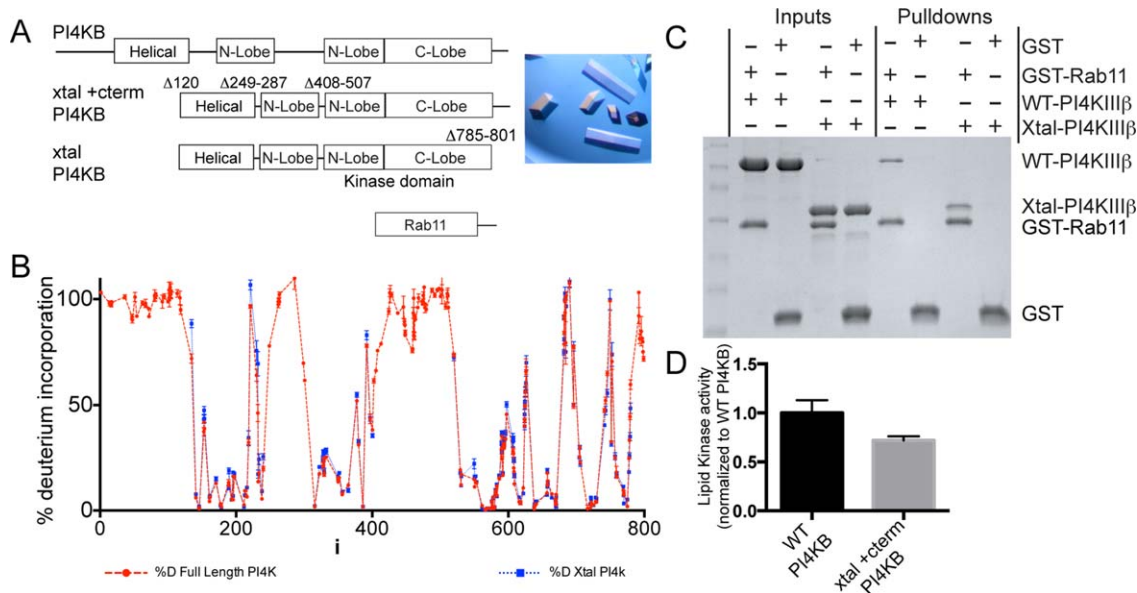 A
PI4KB
Helical
N-Lobe
N-Lobe
C-Lobe
Δ120
Δ249-287
Δ408-507
xtal +cterm
PI4KB
Helical
N-Lobe
N-Lobe
C-Lobe
Δ785-801
xtal
PI4KB
Helical
N-Lobe
N-Lobe
C-Lobe
Kinase domain
Rab11
B
% deuterium incorporation
100
50
0
0
200
400
600
800
i
%D Full Length PI4K
%D Xtal PI4k
C
Inputs
Pulldowns
– + – + – + – + GST
+ – + – + – + – GST-Rab11
+ + – – + + – – WT-PI4KIIIβ
– – + + – – + + Xtal-PI4KIIIβ
WT-PI4KIIIβ
Xtal-PI4KIIIβ
GST-Rab11
GST
D
Lipid Kinase activity
(normalized to WT PI4KB)
1.5
1.0
0.5
0.0
WT
PI4KB
xtal +cterm
PI4KB